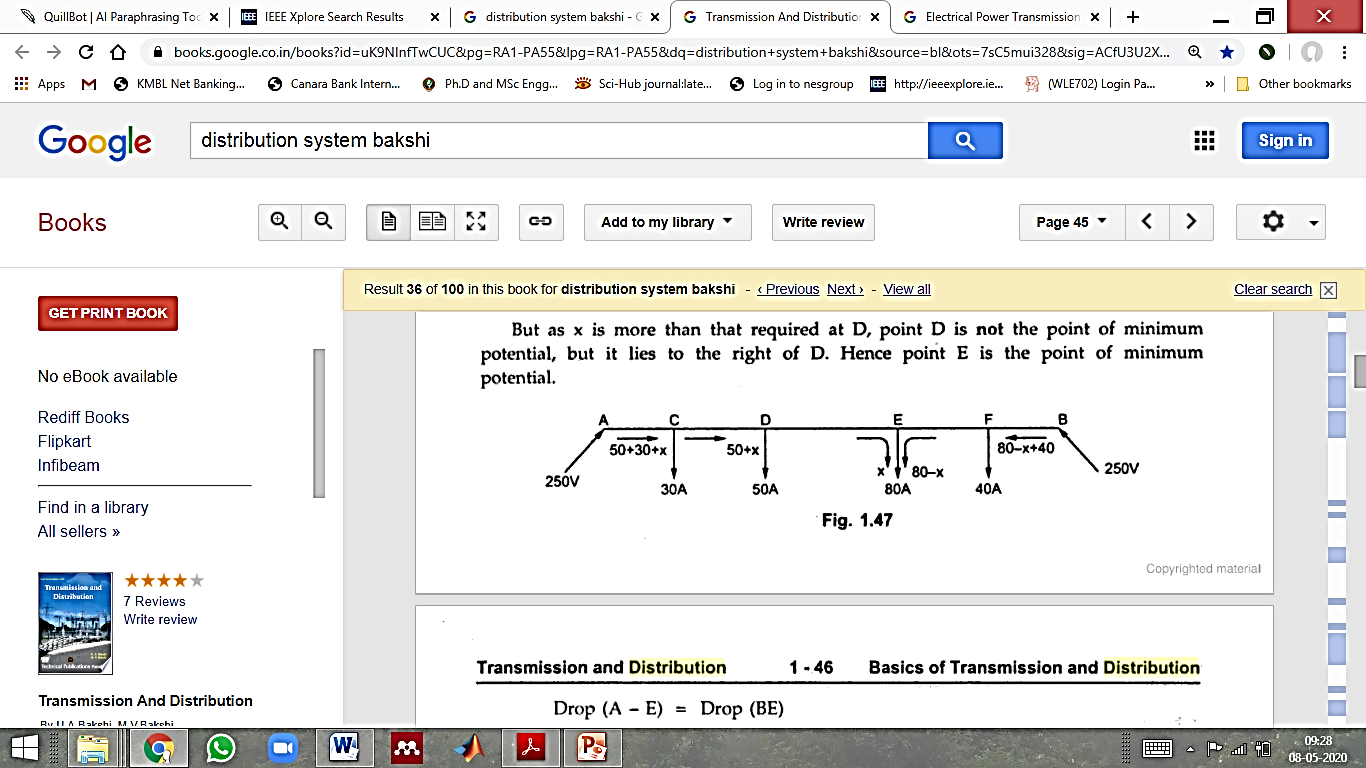 QuillBot | AI Paraphrasing Too
IEEE Xplore Search Results
distribution system bakshi - G
Transmission And Distribution
Electrical Power Transmission
books.google.co.in/books?id=uK9NInfTwCUC&pg=RA1-PA55&lpg=RA1-PA55&dq=distribution+system+bakshi&source=bl&ots=7sC5mui328&sig=ACfU3U2X...
Apps
KMBL Net Banking...
Canara Bank Intern...
Ph.D and MSc Engg...
Sci-Hub journal:late...
Log in to nesgroup
IEEE http://ieeexplore.ie...
(WLE702) Login Pa...
»
Other bookmarks
Google
distribution system bakshi
Sign in
Books
Add to my library
Write review
Page 45
Result 36 of 100 in this book for distribution system bakshi - ‹ Previous Next › - View all
Clear search
GET PRINT BOOK
No eBook available
Rediff Books
Flipkart
Infibeam
Find in a library
All sellers »
Transmission and
Distribution
7 Reviews
Write review
Transmission And Distribution
By U.A.Bakshi, M.V.Bakshi
But as x is more than that required at D, point D is not the point of minimum
potential, but it lies to the right of D. Hence point E is the point of minimum
potential.
A C D E F B
50+30+x 50+x x 80–x 80–x+40
250V 30A 50A 80A 40A 250V
Fig. 1.47
Copyrighted material
Transmission and Distribution 1 - 46 Basics of Transmission and Distribution
Drop (A – E) = Drop (BE)
09:28
08-05-2020